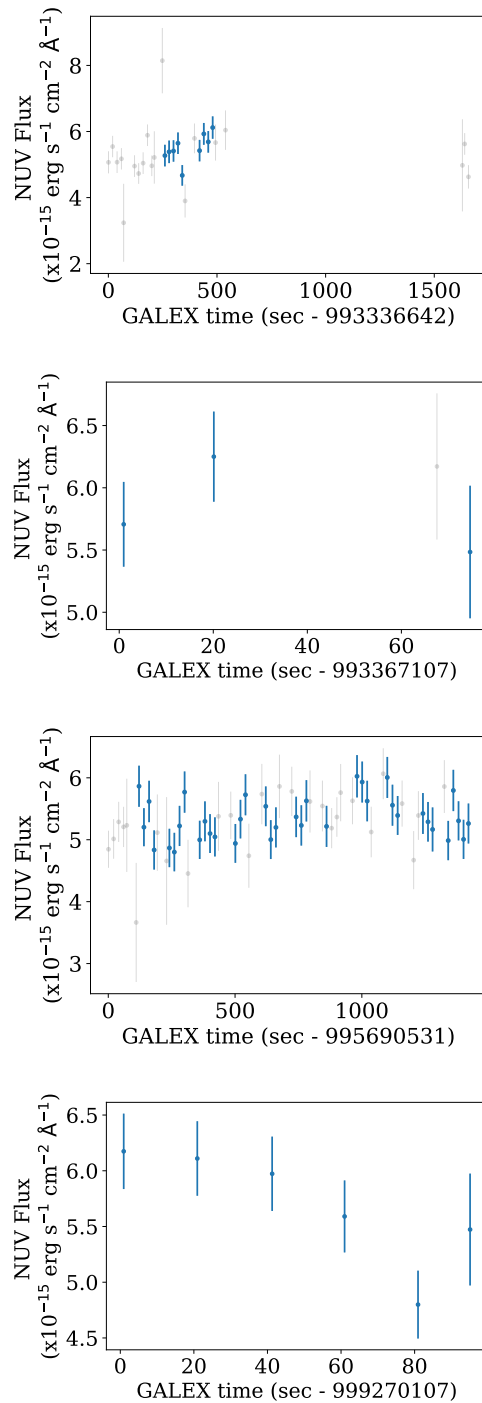 NUV Flux
(x10⁻¹⁵ erg s⁻¹ cm⁻² Å⁻¹)
8
6
4
2
0 500 1000 1500
GALEX time (sec - 993336642)
NUV Flux
(x10⁻¹⁵ erg s⁻¹ cm⁻² Å⁻¹)
6.5
6.0
5.5
5.0
0 20 40 60
GALEX time (sec - 993367107)
NUV Flux
(x10⁻¹⁵ erg s⁻¹ cm⁻² Å⁻¹)
6
5
4
3
0 500 1000
GALEX time (sec - 995690531)
NUV Flux
(x10⁻¹⁵ erg s⁻¹ cm⁻² Å⁻¹)
6.5
6.0
5.5
5.0
4.5
0 20 40 60 80
GALEX time (sec - 999270107)